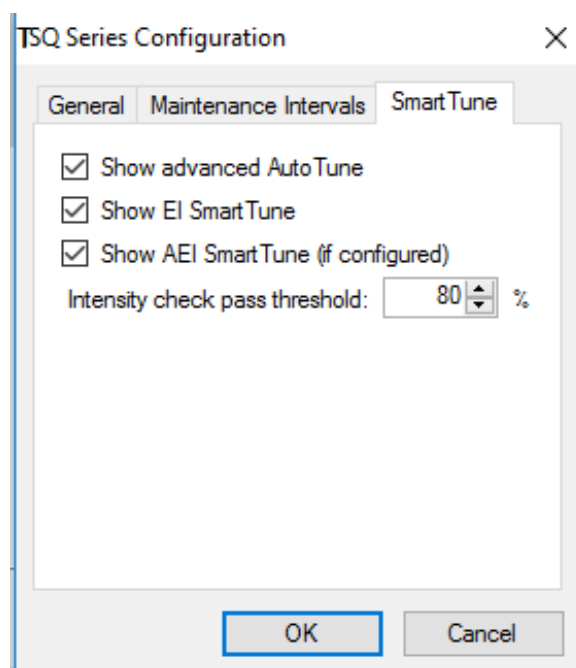 TSQ Series Configuration
General Maintenance Intervals SmartTune
Show advanced AutoTune
Show EI SmartTune
Show AEI SmartTune (if configured)
Intensity check pass threshold: 80 %
OK Cancel